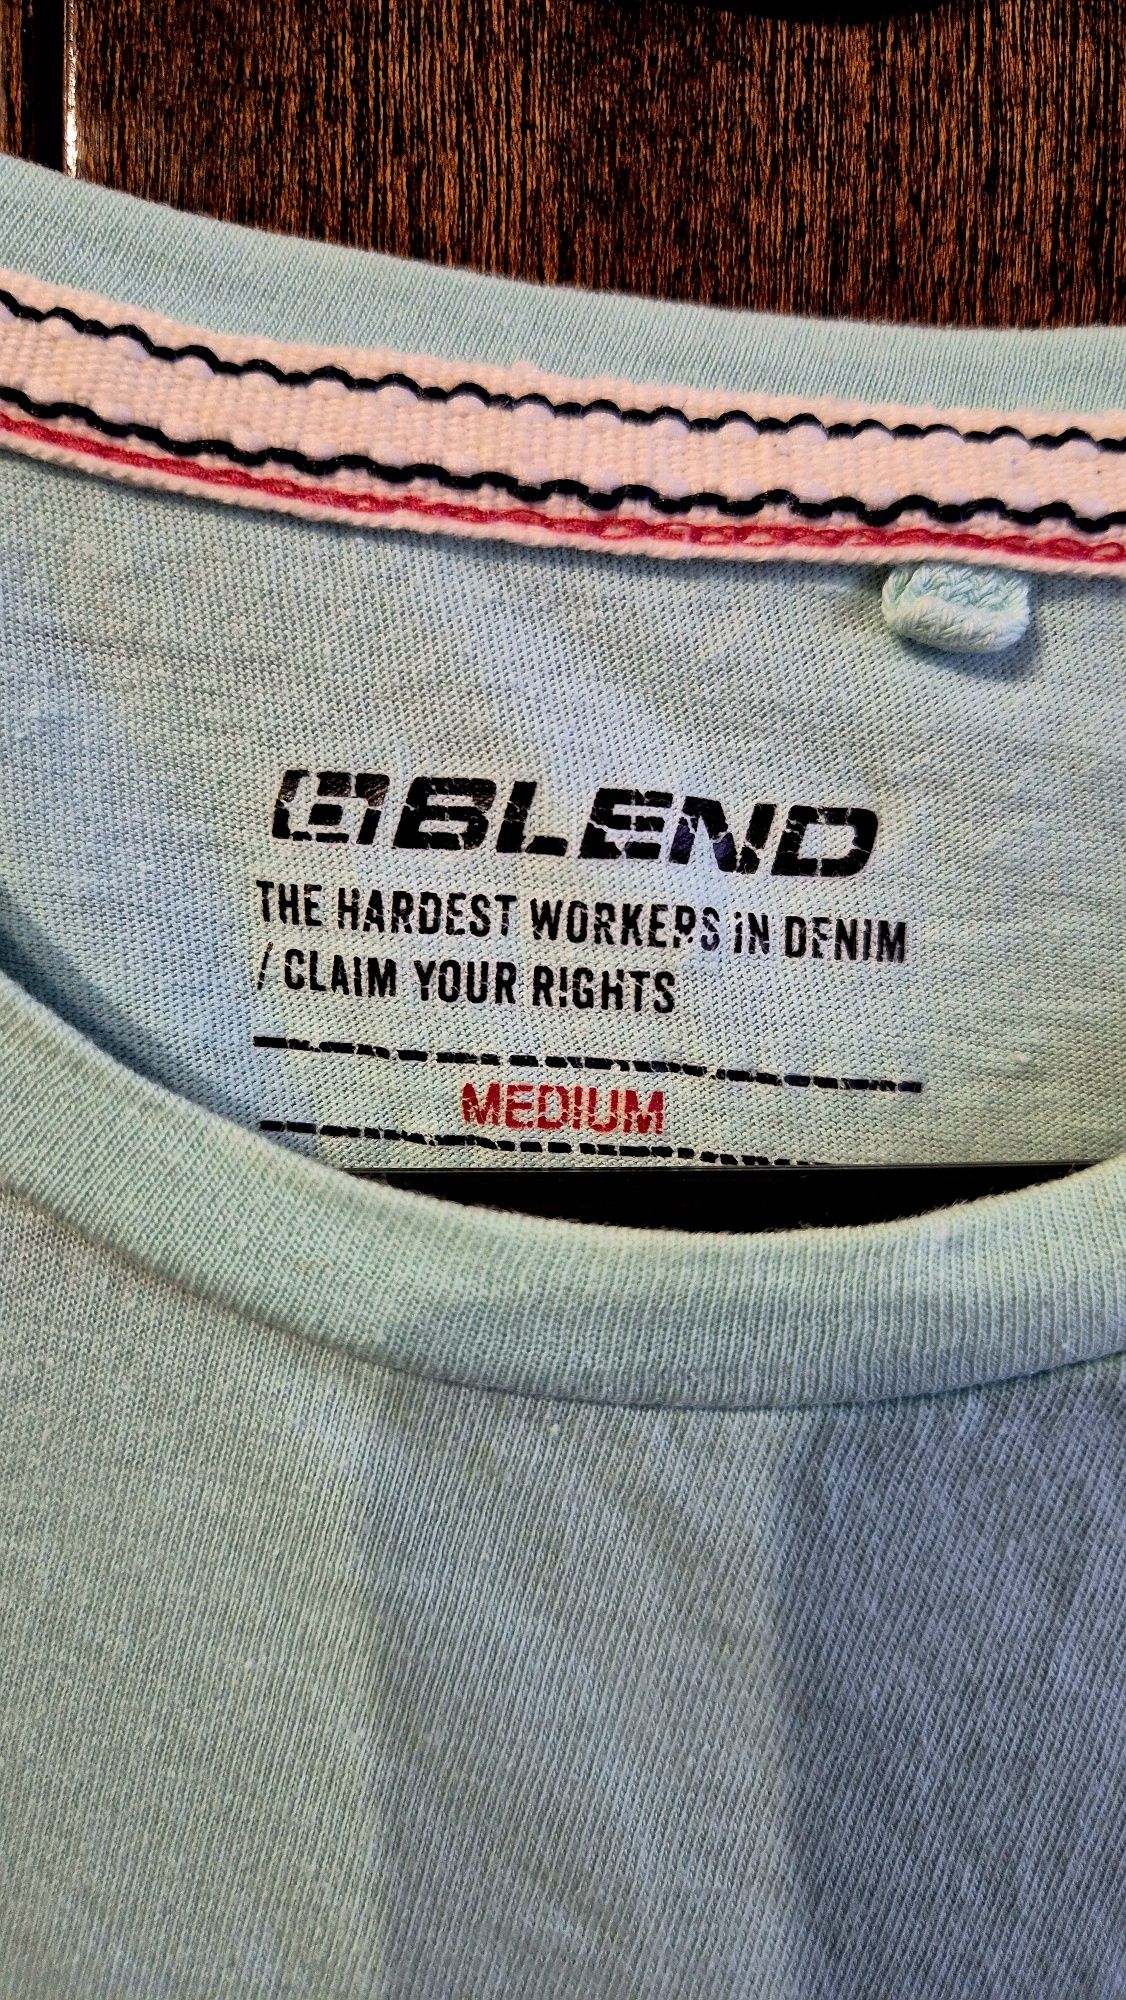 BLEND
THE HARDEST WORKERS IN DENIM
/ CLAIM YOUR RIGHTS
MEDIUM